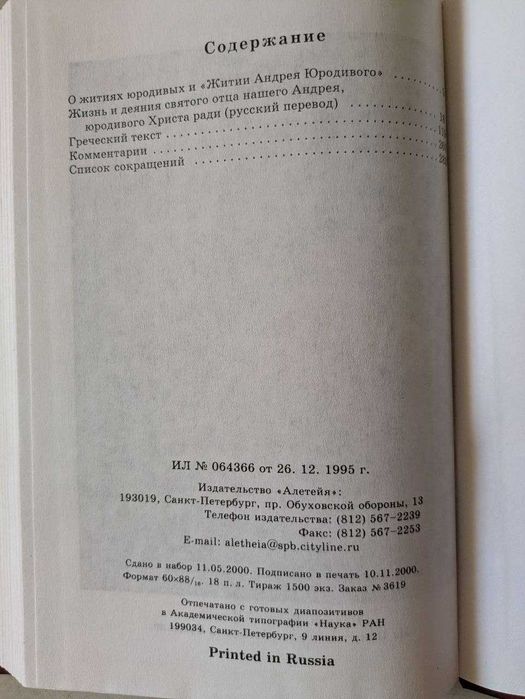 Содержание
О житиях юродивых и «Житии Андрея Юродивого»
Жизнь и деяния святого отца нашего Андрея,
юродивого Христа ради (русский перевод)
Греческий текст
Комментарии
Список сокращений
ИЛ № 064366 от 26. 12. 1995 г.
Издательство «Алетейя»:
193019, Санкт-Петербург, пр. Обуховской обороны, 13
Телефон издательства: (812) 567–2239
Факс: (812) 567–2253
E-mail: aletheia@spb.cityline.ru
Сдано в набор 11.05.2000. Подписано в печать 10.11.2000.
Формат 60×88/₁₆. 18 п. л. Тираж 1500 экз. Заказ № 3619
Отпечатано с готовых диапозитивов
в Академической типографии «Наука» РАН
199034, Санкт-Петербург, 9 линия, д. 12
Printed in Russia